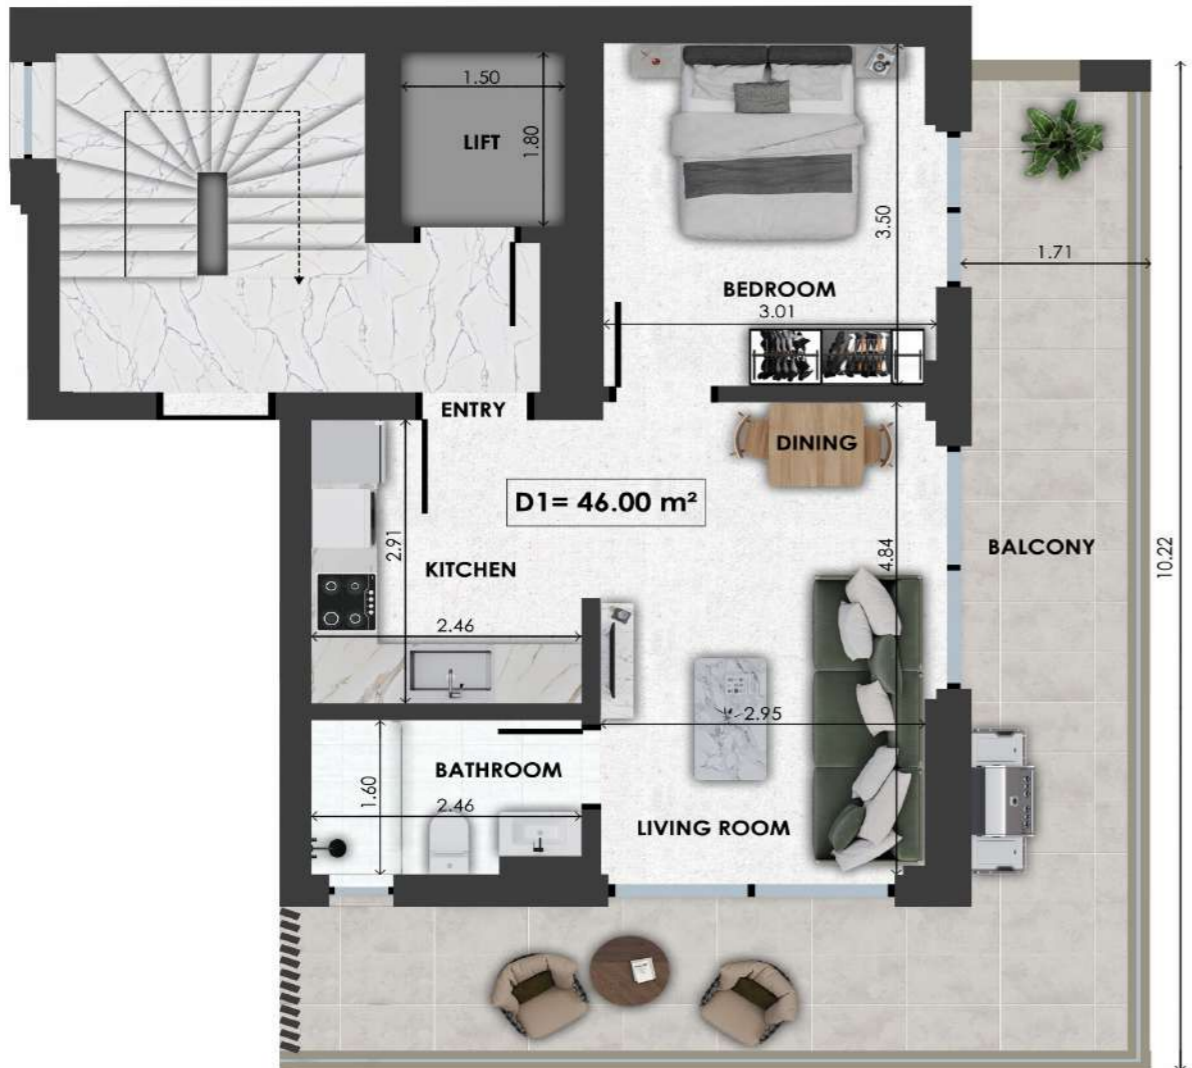 1.50
LIFT
1.80
3.50
1.71
BEDROOM
3.01
ENTRY
DINING
D1= 46.00 m²
2.91
4.84
BALCONY
10.22
KITCHEN
2.46
2.95
BATHROOM
1.60
2.46
LIVING ROOM